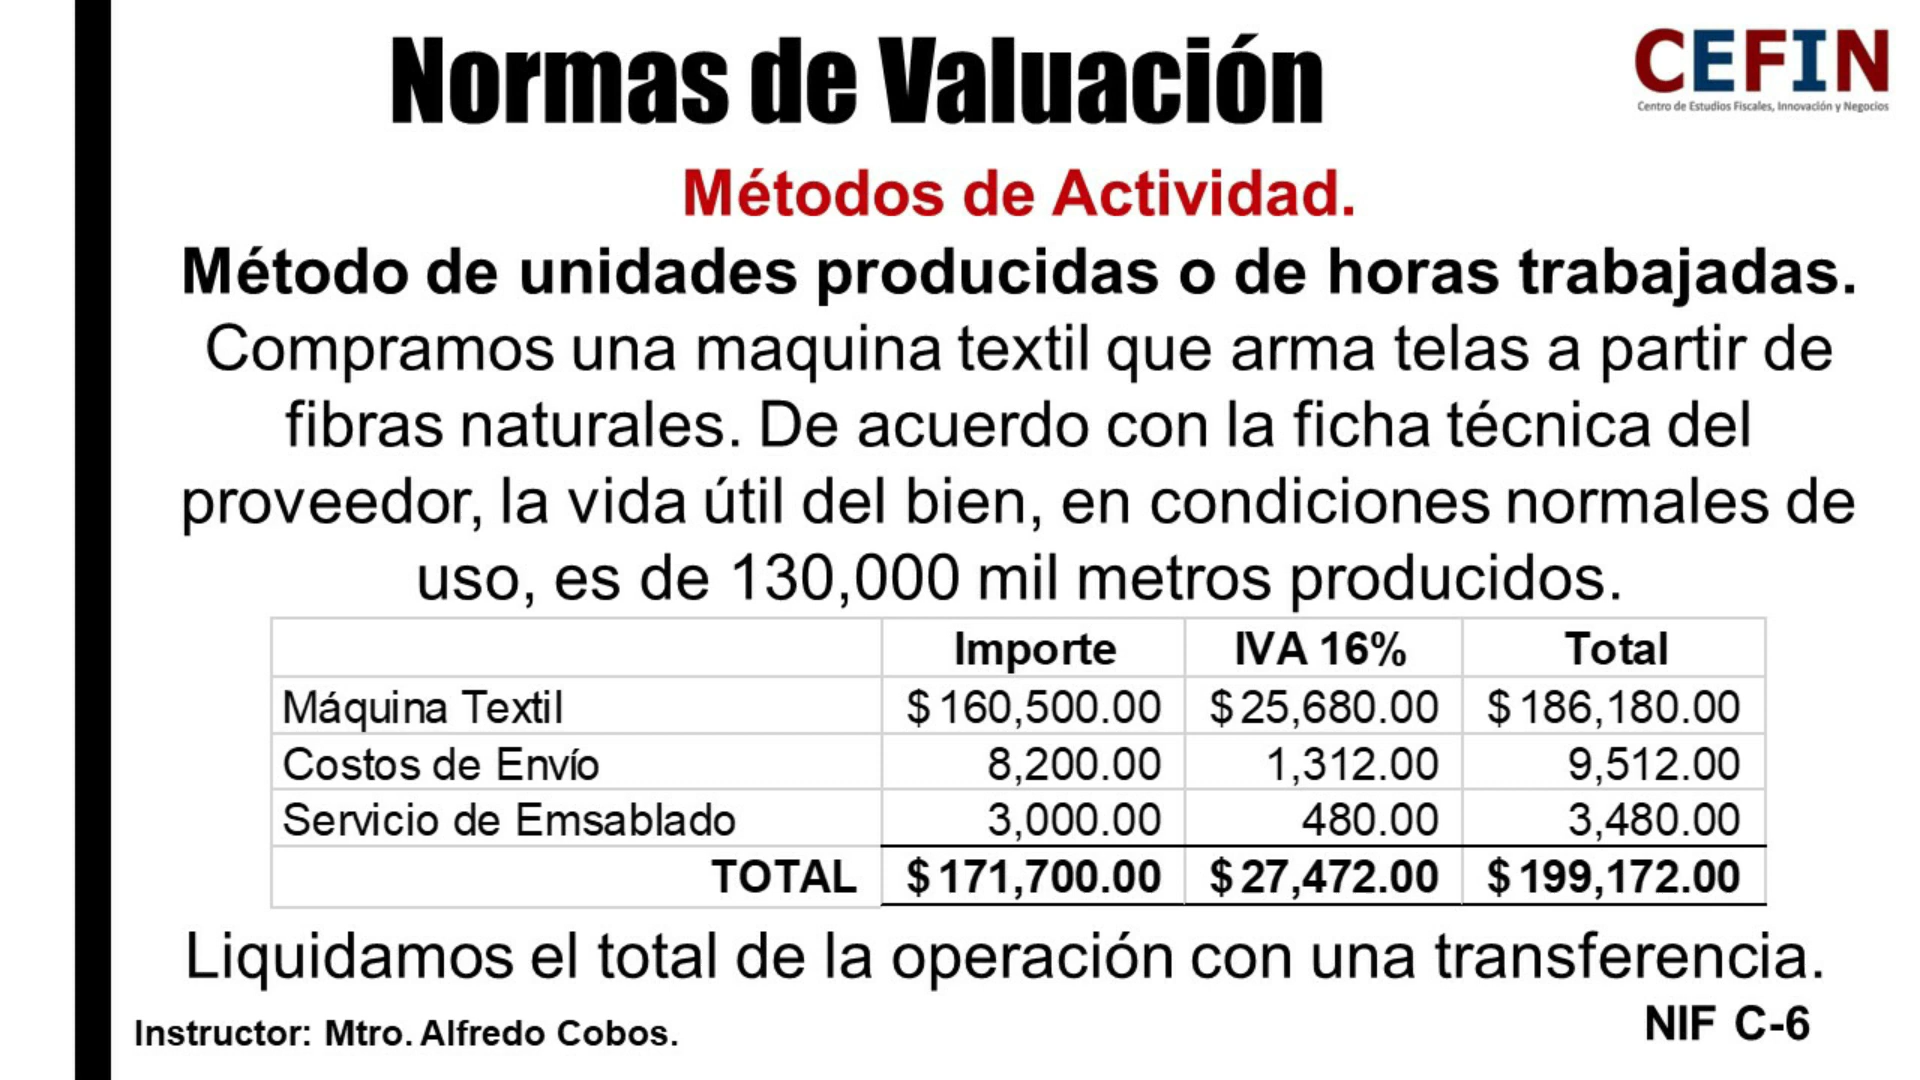 Normas de Valuación
CEFIN
Centro de Estudios Fiscales, Innovación y Negocios
Métodos de Actividad.
Método de unidades producidas o de horas trabajadas.
Compramos una maquina textil que arma telas a partir de
fibras naturales. De acuerdo con la ficha técnica del
proveedor, la vida útil del bien, en condiciones normales de
uso, es de 130,000 mil metros producidos.
Importe IVA 16% Total
Máquina Textil $160,500.00 $25,680.00 $186,180.00
Costos de Envío 8,200.00 1,312.00 9,512.00
Servicio de Emsablado 3,000.00 480.00 3,480.00
TOTAL $171,700.00 $27,472.00 $199,172.00
Liquidamos el total de la operación con una transferencia.
Instructor: Mtro. Alfredo Cobos.
NIF C-6